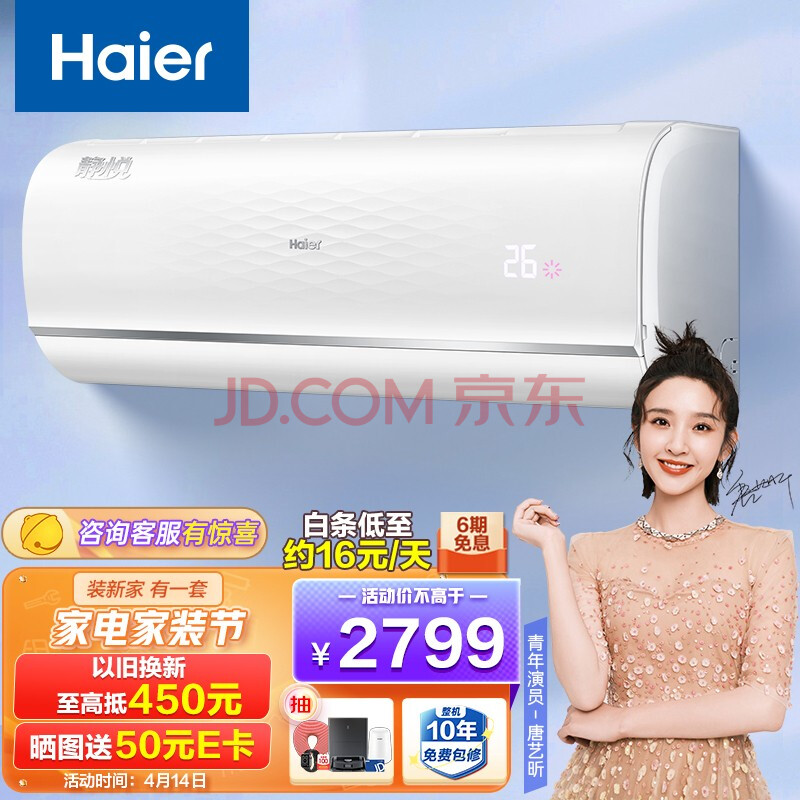 Haier
静悦
Haier
26
JD.COM 京东
咨询客服有惊喜
白条低至
约16元/天
6期
免息
装新家 有一套
家电家装节
以旧换新
至高抵450元
晒图送50元E卡
活动时间：4月14日
活动价不高于
¥2799
抽
100
JD
整机
10年
免费包修
青年演员-唐艺昕